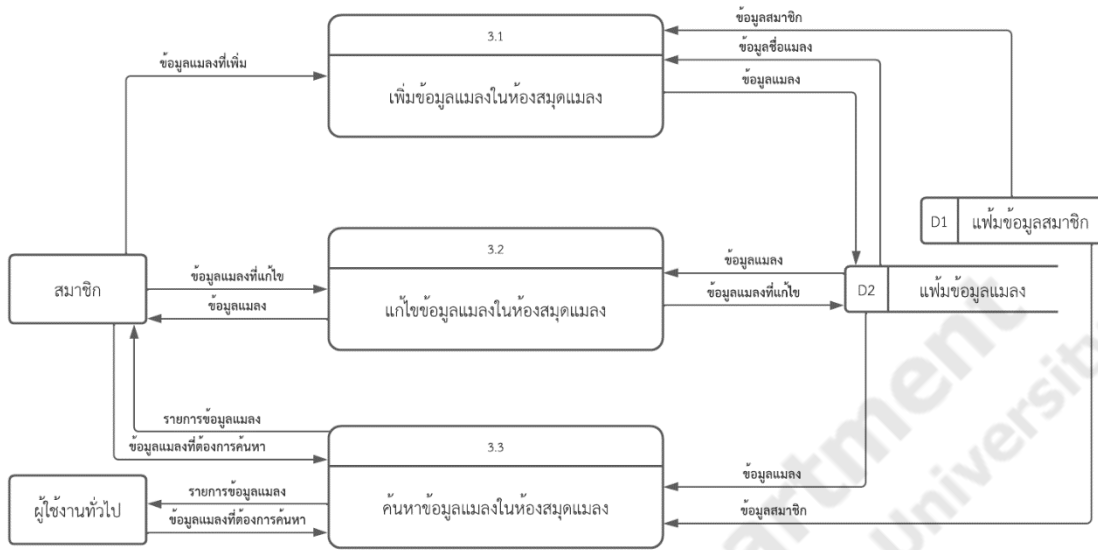 3.1
เพิ่มข้อมูลแมลงในห้องสมุดแมลง
ข้อมูลแมลงที่เพิ่ม
ข้อมูลสมาชิก
ข้อมูลชื่อแมลง
ข้อมูลแมลง
D1
แฟ้มข้อมูลสมาชิก
3.2
แก้ไขข้อมูลแมลงในห้องสมุดแมลง
สมาชิก
ข้อมูลแมลงที่แก้ไข
ข้อมูลแมลง
ข้อมูลแมลง
ข้อมูลแมลงที่แก้ไข
D2
แฟ้มข้อมูลแมลง
รายการข้อมูลแมลง
ข้อมูลแมลงที่ต้องการค้นหา
3.3
ค้นหาข้อมูลแมลงในห้องสมุดแมลง
ผู้ใช้งานทั่วไป
รายการข้อมูลแมลง
ข้อมูลแมลงที่ต้องการค้นหา
ข้อมูลแมลง
ข้อมูลสมาชิก